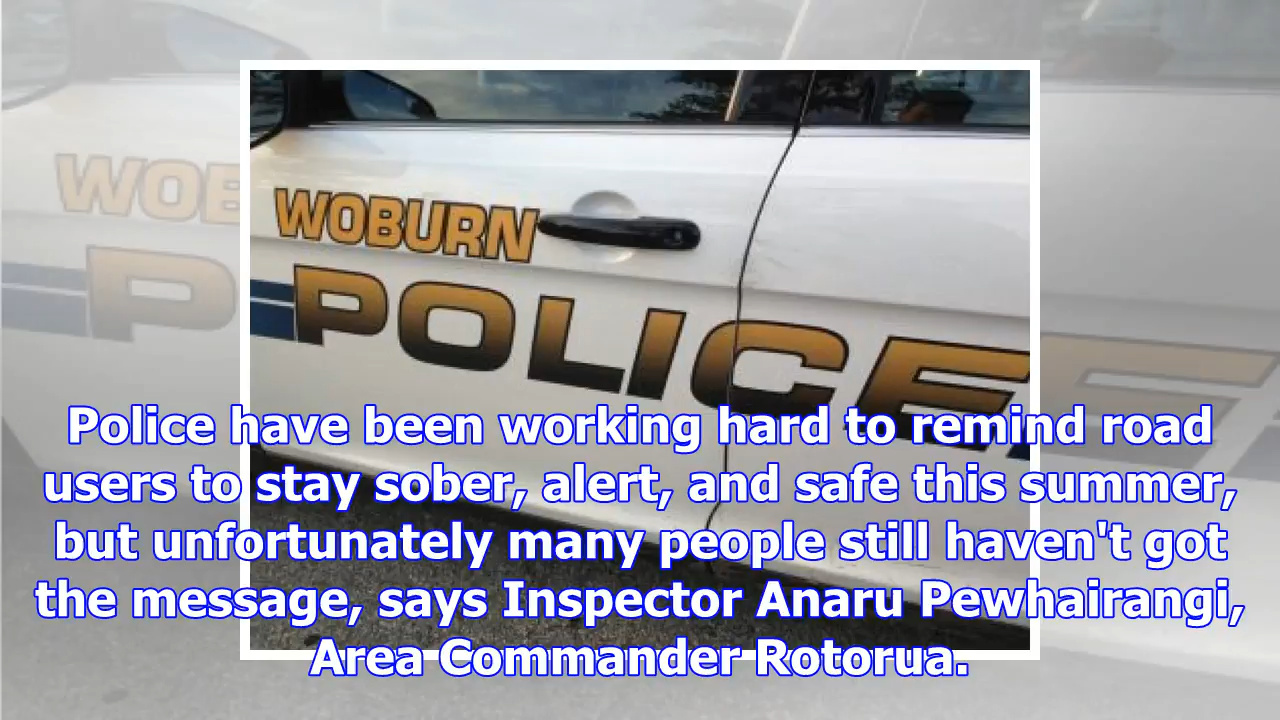 WOBURN
POLICE
Police have been working hard to remind road
users to stay sober, alert, and safe this summer,
but unfortunately many people still haven't got
the message, says Inspector Anaru Pewhairangi,
Area Commander Rotorua.